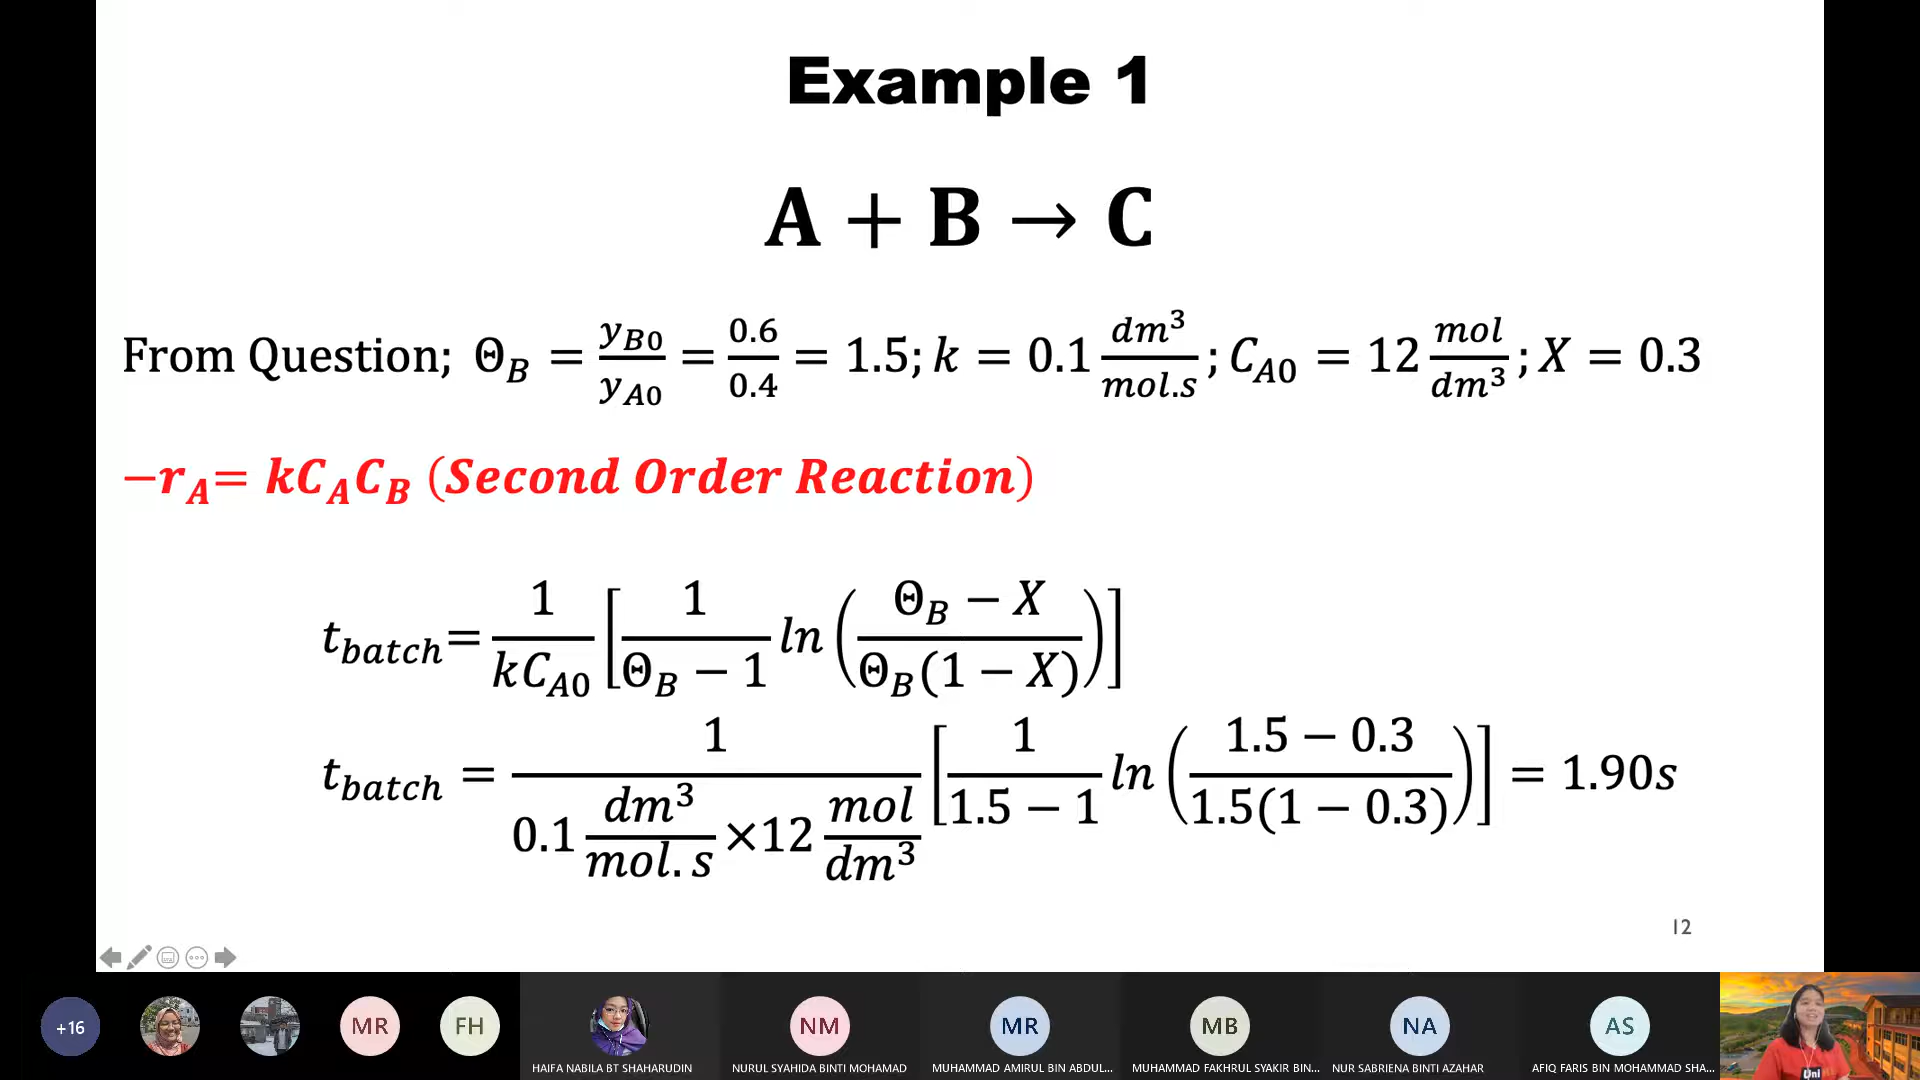 Example 1
A + B → C
From Question; Θ_B = y_B0/y_A0 = 0.6/0.4 = 1.5; k = 0.1 dm³/mol.s ; C_A0 = 12 mol/dm³ ; X = 0.3
−r_A= kC_AC_B (Second Order Reaction)
t_batch= 1/kC_A0 [1/(Θ_B − 1) ln((Θ_B − X)/(Θ_B(1 − X)))]
t_batch = 1/(0.1 dm³/mol.s ×12 mol/dm³) [1/(1.5 − 1) ln((1.5 − 0.3)/(1.5(1 − 0.3)))] = 1.90s
12
+16
MR
FH
NM
MR
MB
NA
AS
HAIFA NABILA BT SHAHARUDIN
NURUL SYAHIDA BINTI MOHAMAD
MUHAMMAD AMIRUL BIN ABDUL...
MUHAMMAD FAKHRUL SYAKIR BIN...
NUR SABRIENA BINTI AZAHAR
AFIQ FARIS BIN MOHAMMAD SHA...